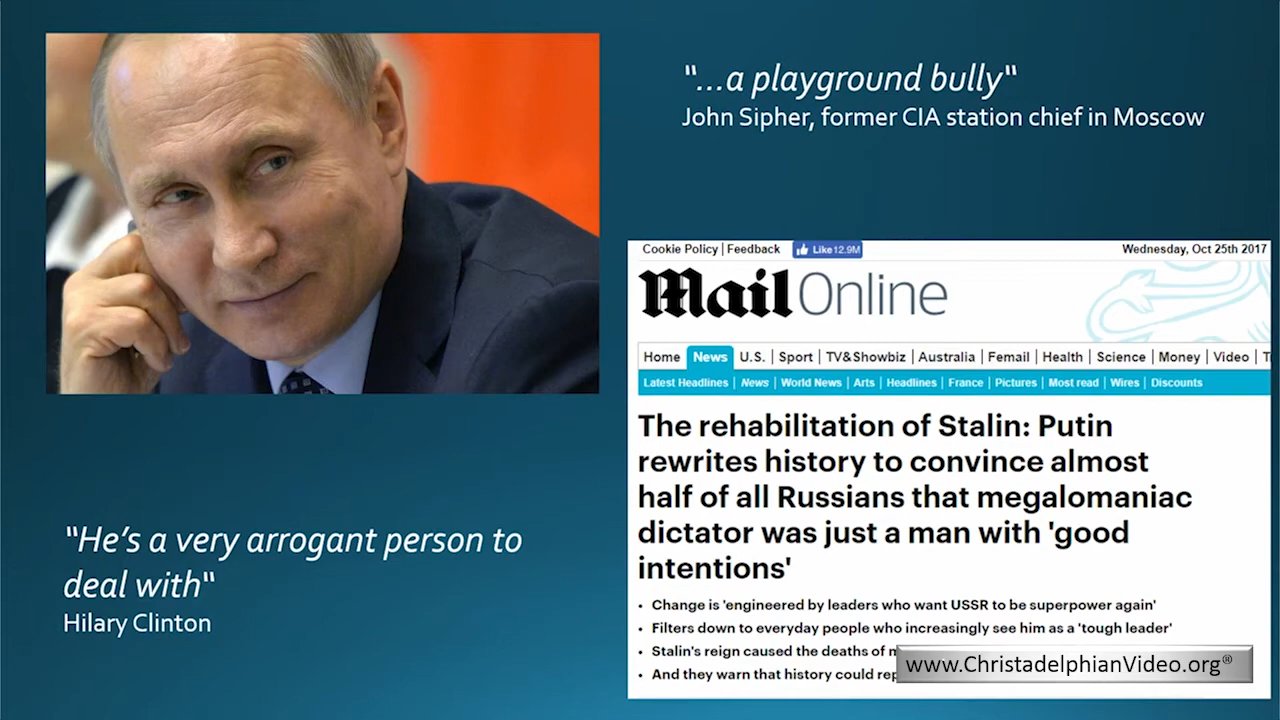 "...a playground bully"
John Sipher, former CIA station chief in Moscow
Cookie Policy | Feedback
Like 12.9M
Wednesday, Oct 25th 2017
Mail Online
Home News U.S. | Sport | TV&Showbiz | Australia | Femail | Health | Science | Money | Video | T
Latest Headlines | News | World News | Arts | Headlines | France | Pictures | Most read | Wires | Discounts
The rehabilitation of Stalin: Putin
rewrites history to convince almost
half of all Russians that megalomaniac
dictator was just a man with 'good
intentions'
• Change is 'engineered by leaders who want USSR to be superpower again'
• Filters down to everyday people who increasingly see him as a 'tough leader'
• Stalin's reign caused the deaths of
• And they warn that history could
www.ChristadelphianVideo.org®
"He's a very arrogant person to
deal with"
Hilary Clinton